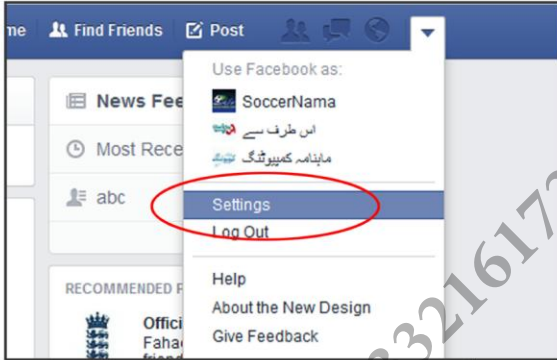 me Find Friends Post
Use Facebook as:
SoccerNama
اس طرف سے
ماہنامہ کمپیوٹنگ
Settings
Log Out
Help
About the New Design
Give Feedback
News Fee
Most Rece
abc
RECOMMENDED P
Offici
Fahad
friend
3321617